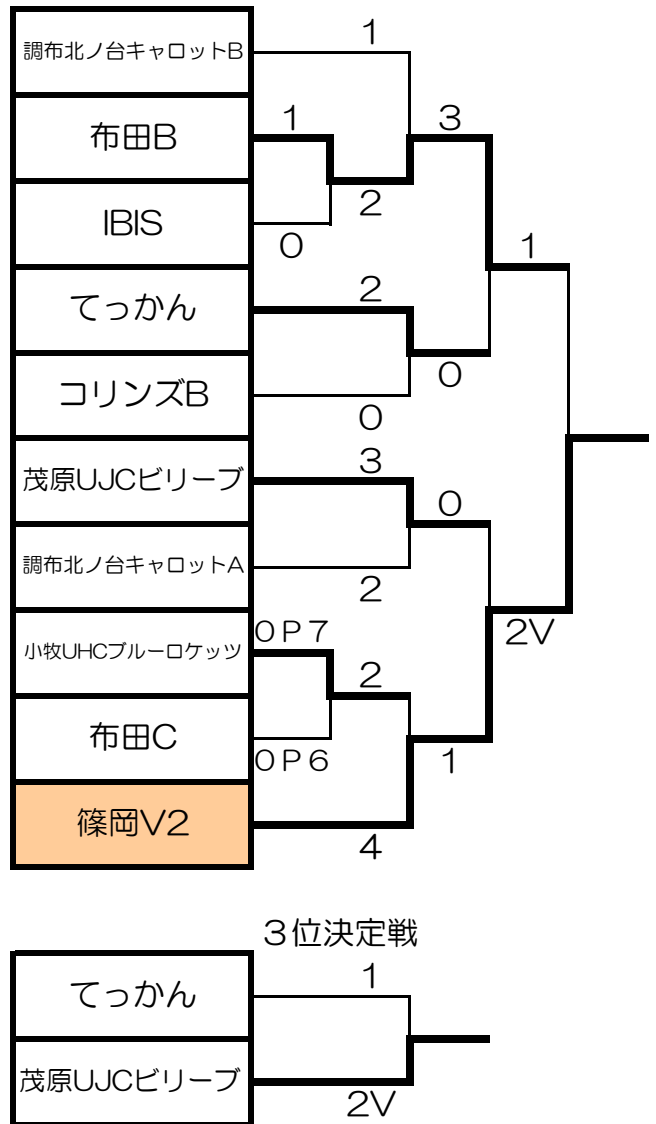 1
調布北ノ台キャロットB
布田B
1
3
2
IBIS
0
1
てっかん
2
0
コリンズB
0
茂原UJCビリーブ
3
0
調布北ノ台キャロットA
2
小牧UHCブルーロケッツ
0P7
2V
2
布田C
0P6
1
篠岡V2
4
3位決定戦
てっかん
1
茂原UJCビリーブ
2V